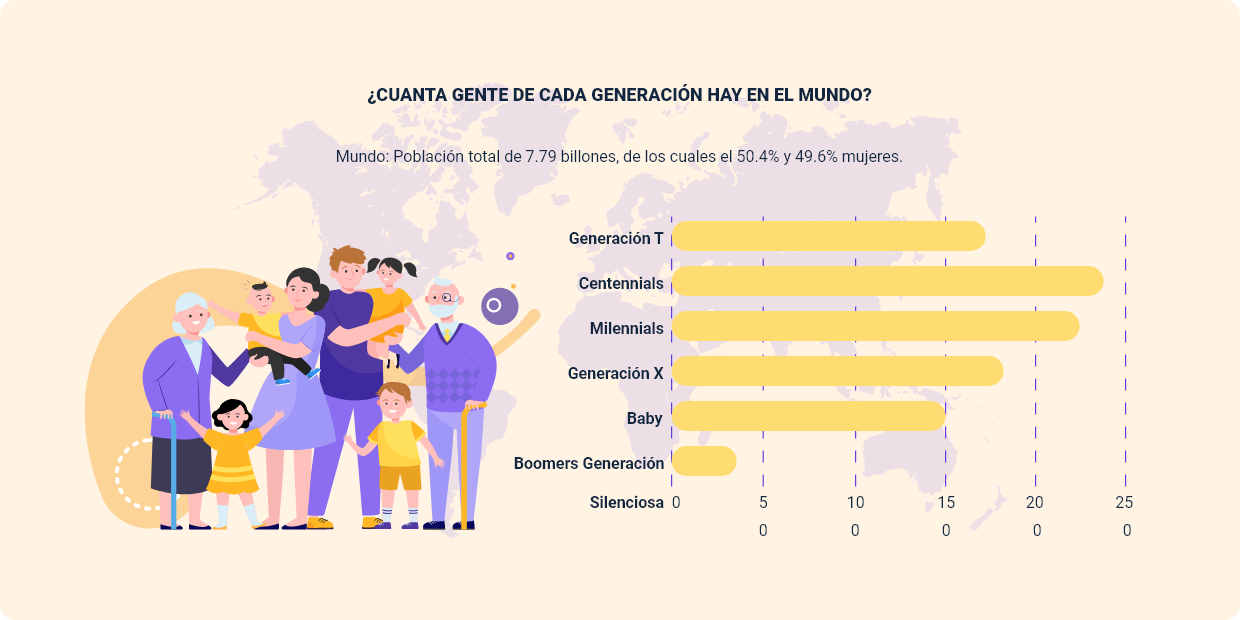 ¿CUANTA GENTE DE CADA GENERACIÓN HAY EN EL MUNDO?
Mundo: Población total de 7.79 billones, de los cuales el 50.4% y 49.6% mujeres.
Generación T
Centennials
Milennials
Generación X
Baby
Boomers Generación
Silenciosa
0 5 10 15 20 25
0 0 0 0 0